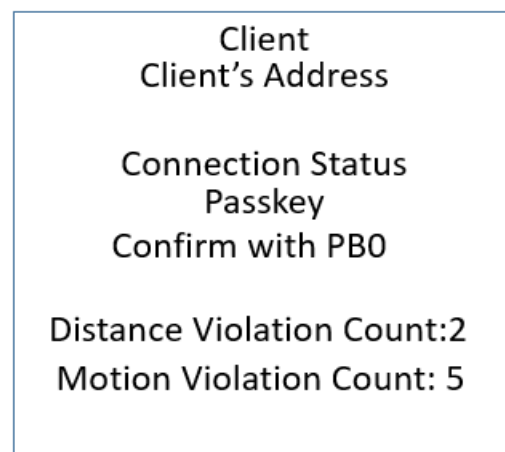 Client
Client’s Address
Connection Status
Passkey
Confirm with PB0
Distance Violation Count:2
Motion Violation Count: 5